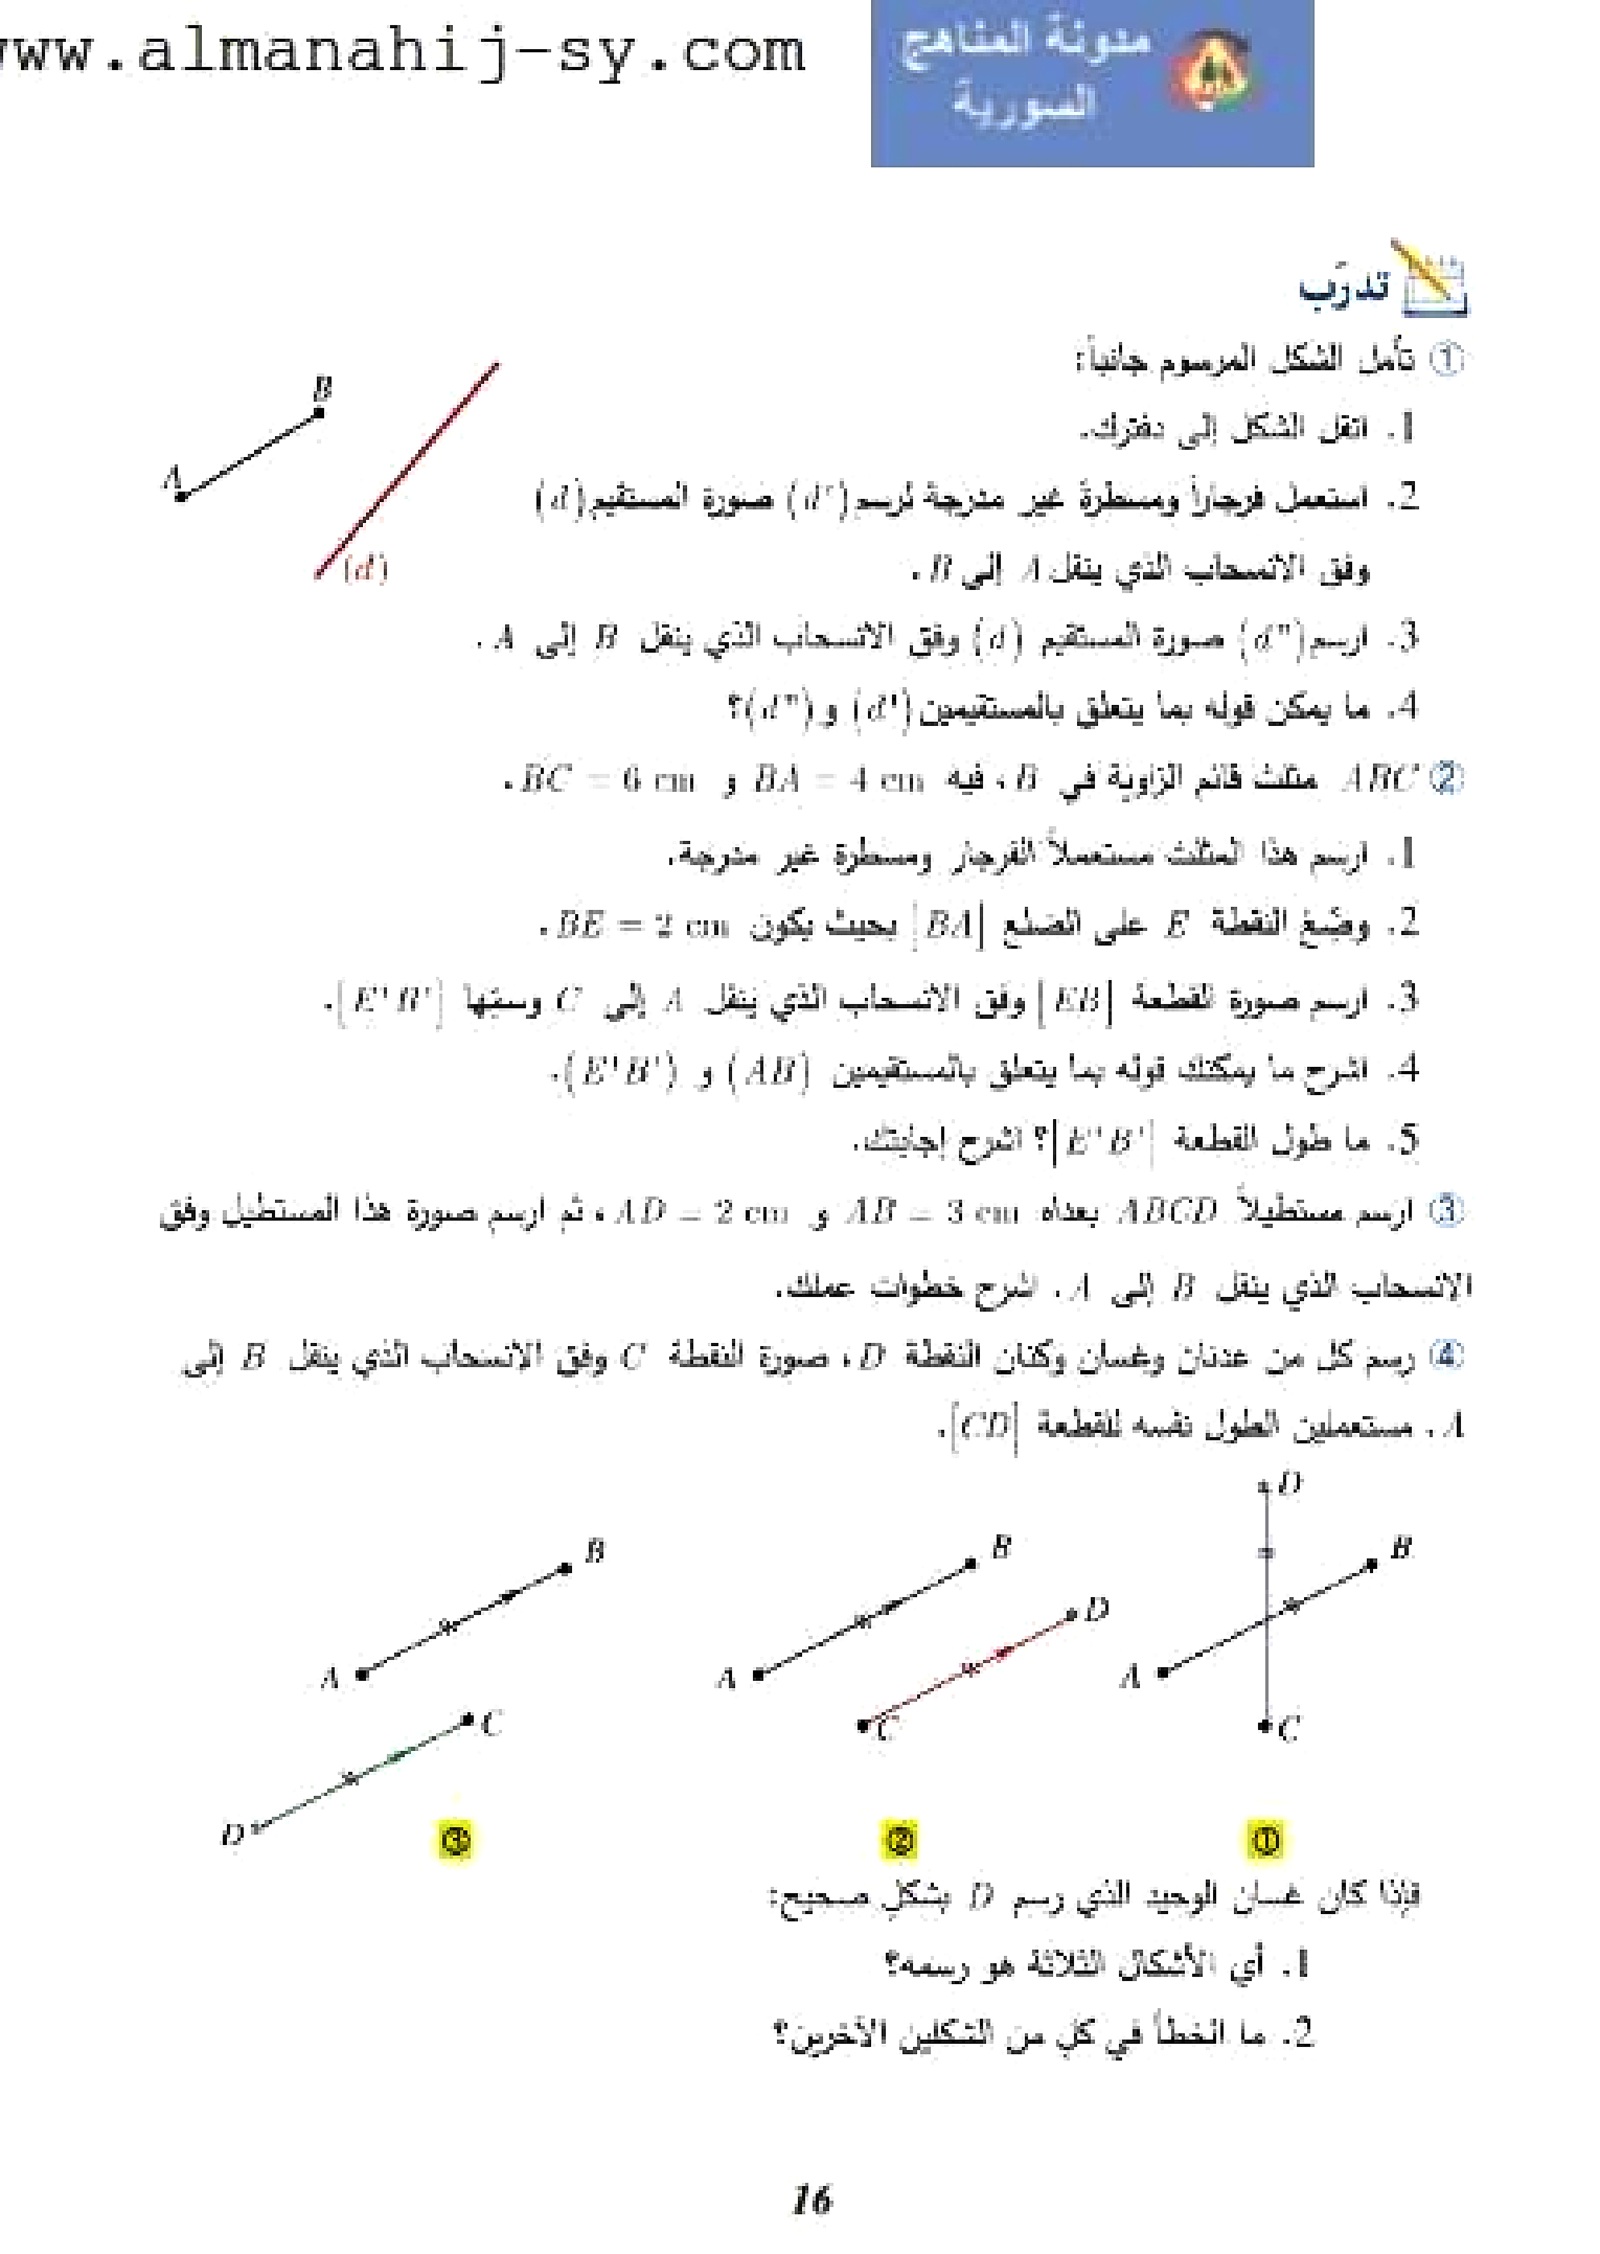 www.almanahij-sy.com
مدونة المناهج
السورية
تدرّب
① تأمل الشكل المرسوم جانباً:
1. انقل الشكل إلى دفترك.
2. استعمل فرجاراً ومسطرة غير مدرجة لرسم (d') صورة المستقيم (d)
وفق الانسحاب الذي ينقل A إلى B.
3. ارسم (d'') صورة المستقيم (d) وفق الانسحاب الذي ينقل B إلى A.
4. ما يمكن قوله بما يتعلق بالمستقيمين (d') و (d'')؟
A
B
(d)
② ABC مثلث قائم الزاوية في B، فيه BA = 4 cm و BC = 6 cm.
1. ارسم هذا المثلث مستعملاً الفرجار ومسطرة غير مدرجة.
2. وضّع النقطة E على الضلع [BA] بحيث يكون BE = 2 cm.
3. ارسم صورة القطعة [EB] وفق الانسحاب الذي ينقل A إلى C وسمّها [E'B'].
4. اشرح ما يمكنك قوله بما يتعلق بالمستقيمين (AB) و (E'B').
5. ما طول القطعة [E'B']؟ اشرح إجابتك.
③ ارسم مستطيلاً ABCD بعداه AB = 3 cm و AD = 2 cm، ثم ارسم صورة هذا المستطيل وفق
الانسحاب الذي ينقل B إلى A. اشرح خطوات عملك.
④ رسم كل من عدنان وغسان وكنان النقطة D، صورة النقطة C وفق الانسحاب الذي ينقل B إلى
A. مستعملين الطول نفسه للقطعة [CD].
D
B
A
C
①
B
D
A
C
②
B
A
C
D
③
فإذا كان غسان الوحيد الذي رسم D بشكلٍ صحيح:
1. أي الأشكال الثلاثة هو رسمه؟
2. ما الخطأ في كلٍ من الشكلين الآخرين؟
16